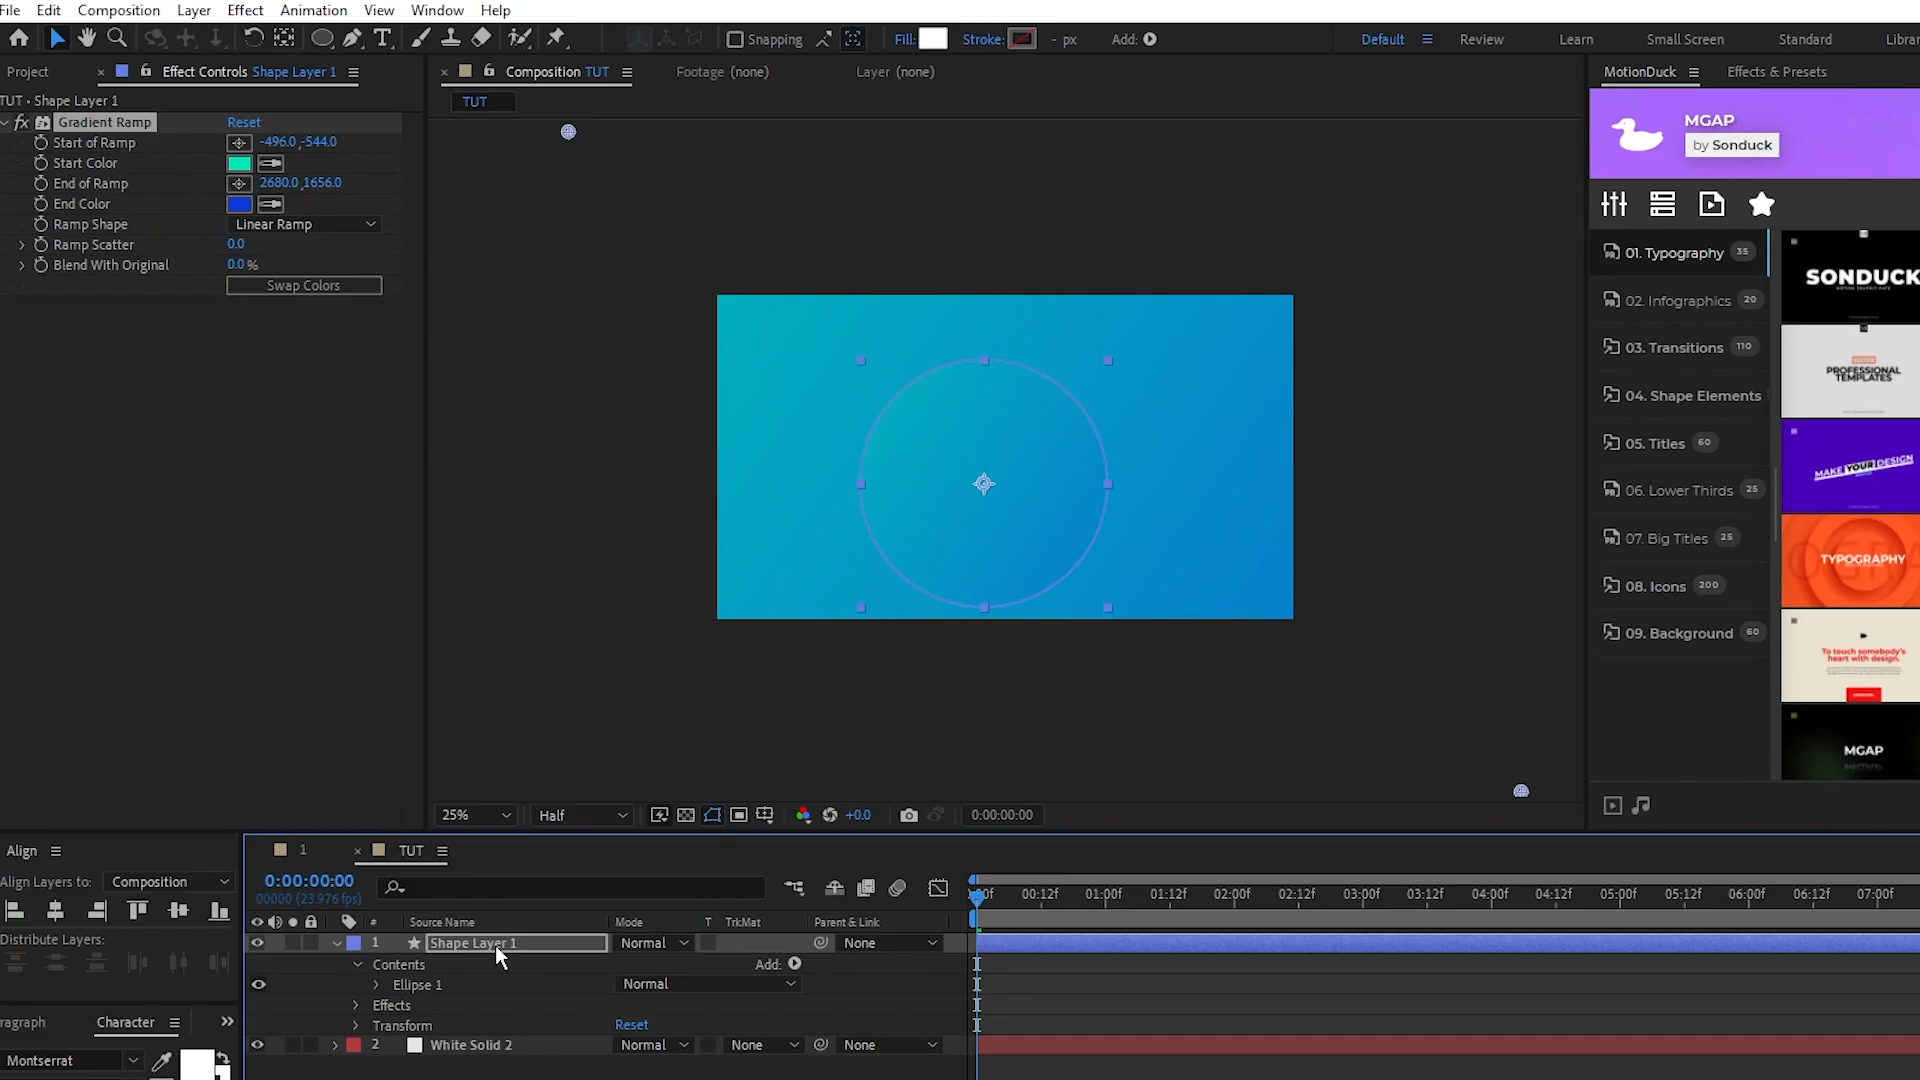 File Edit Composition Layer Effect Animation View Window Help
Snapping Fill: Stroke: - px Add: Default Review Learn Small Screen Standard
Project Effect Controls Shape Layer 1
TUT • Shape Layer 1
fx Gradient Ramp Reset
Start of Ramp -496.0,-544.0
Start Color
End of Ramp 2680.0,1656.0
End Color
Ramp Shape Linear Ramp
Ramp Scatter 0.0
Blend With Original 0.0 %
Swap Colors
Composition TUT Footage (none) Layer (none)
TUT
25% Half +0.0 0:00:00:00
MotionDuck Effects & Presets
MGAP
by Sonduck
01. Typography 35
02. Infographics 20
03. Transitions 110
04. Shape Elements
05. Titles 60
06. Lower Thirds 25
07. Big Titles 25
08. Icons 200
09. Background 60
SONDUCK
PROFESSIONAL
TEMPLATES
MAKE YOUR DESIGN
TYPOGRAPHY
To touch somebody's
heart with design.
MGAP
Align
Align Layers to: Composition
Distribute Layers:
aragraph Character
Montserrat
1 TUT
0:00:00:00
00000 (23.976 fps)
00f 00:12f 01:00f 01:12f 02:00f 02:12f 03:00f 03:12f 04:00f 04:12f 05:00f 05:12f 06:00f 06:12f 07:00f
# Source Name Mode T TrkMat Parent & Link
1 Shape Layer 1 Normal None
Contents Add:
Ellipse 1 Normal
Effects
Transform Reset
2 White Solid 2 Normal None None